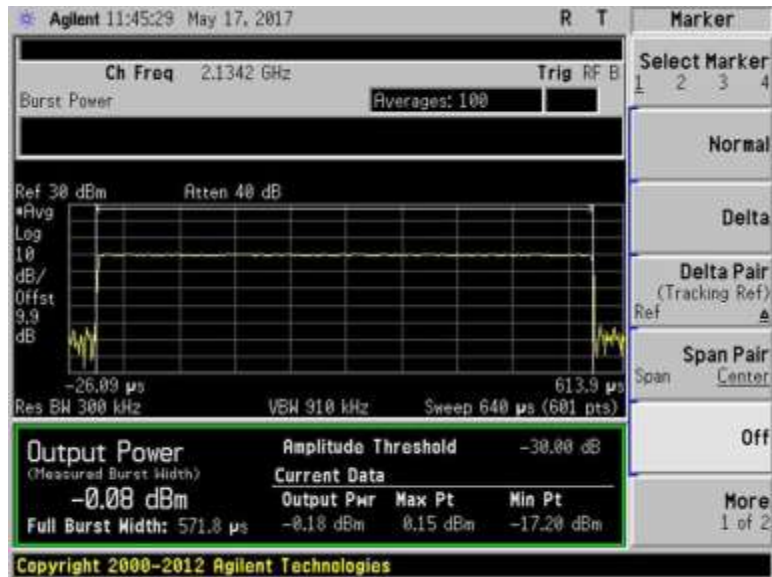 Agilent 11:45:29 May 17, 2017 R T
Ch Freq 2.1342 GHz Trig RF B
Burst Power Averages: 100
Ref 30 dBm Atten 40 dB
*Avg
Log
10
dB/
Offst
9.9
dB
-26.09 µs 613.9 µs
Res BW 300 kHz VBW 910 kHz Sweep 640 µs (601 pts)
Output Power
(Measured Burst Width)
-0.08 dBm
Full Burst Width: 571.8 µs
Amplitude Threshold -30.00 dB
Current Data
Output Pwr Max Pt Min Pt
-0.18 dBm 0.15 dBm -17.20 dBm
Copyright 2000-2012 Agilent Technologies
Marker
Select Marker
1 2 3 4
Normal
Delta
Delta Pair
(Tracking Ref)
Ref Δ
Span Pair
Span Center
Off
More
1 of 2